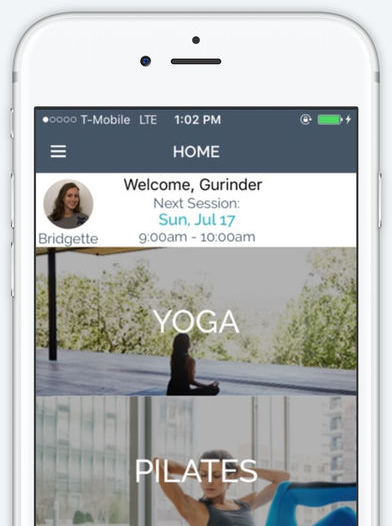 T-Mobile LTE 1:02 PM
HOME
Welcome, Gurinder
Next Session:
Sun, Jul 17
9:00am - 10:00am
Bridgette
YOGA
PILATES